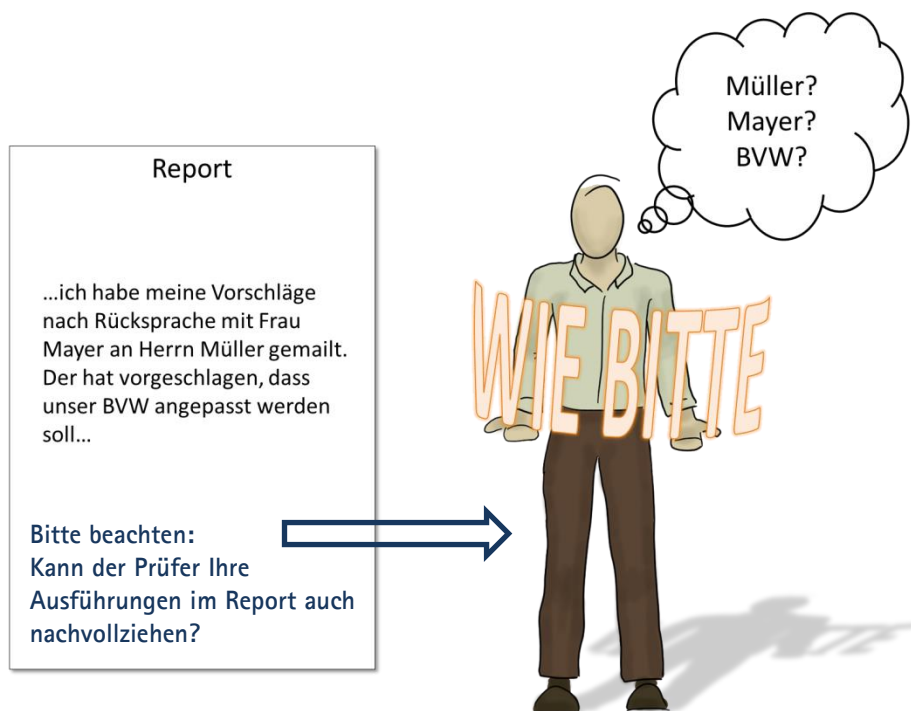 Müller?
Mayer?
BVW?
Report
...ich habe meine Vorschläge
nach Rücksprache mit Frau
Mayer an Herrn Müller gemailt.
Der hat vorgeschlagen, dass
unser BVW angepasst werden
soll...
Bitte beachten:
Kann der Prüfer Ihre
Ausführungen im Report auch
nachvollziehen?
WIE BITTE